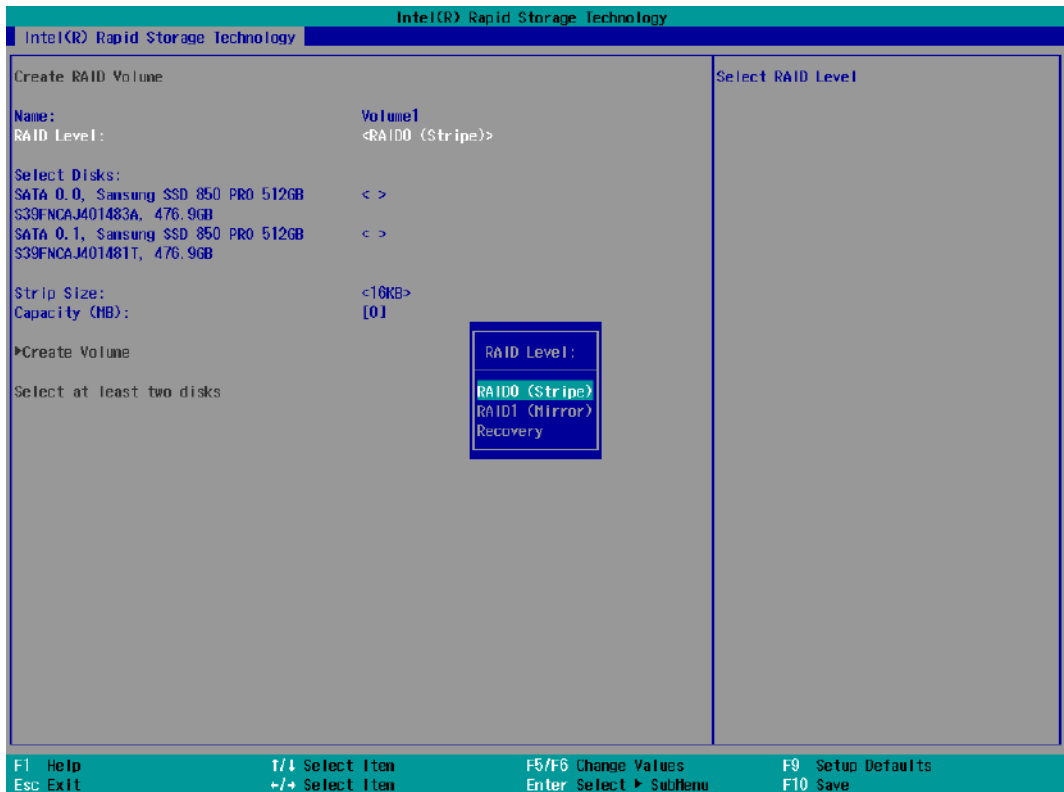 Intel(R) Rapid Storage Technology
Intel(R) Rapid Storage Technology
Create RAID Volume
Select RAID Level
Name: Volume1
RAID Level: <RAID0 (Stripe)>
Select Disks:
SATA 0.0, Samsung SSD 850 PRO 512GB < >
S39FNCAJ401483A, 476.9GB
SATA 0.1, Samsung SSD 850 PRO 512GB < >
S39FNCAJ401481T, 476.9GB
Strip Size: <16KB>
Capacity (MB): [0]
▶Create Volume
Select at least two disks
RAID Level:
RAID0 (Stripe)
RAID1 (Mirror)
Recovery
F1 Help ↑/↓ Select Item F5/F6 Change Values F9 Setup Defaults
Esc Exit ←/→ Select Item Enter Select ▶ SubMenu F10 Save